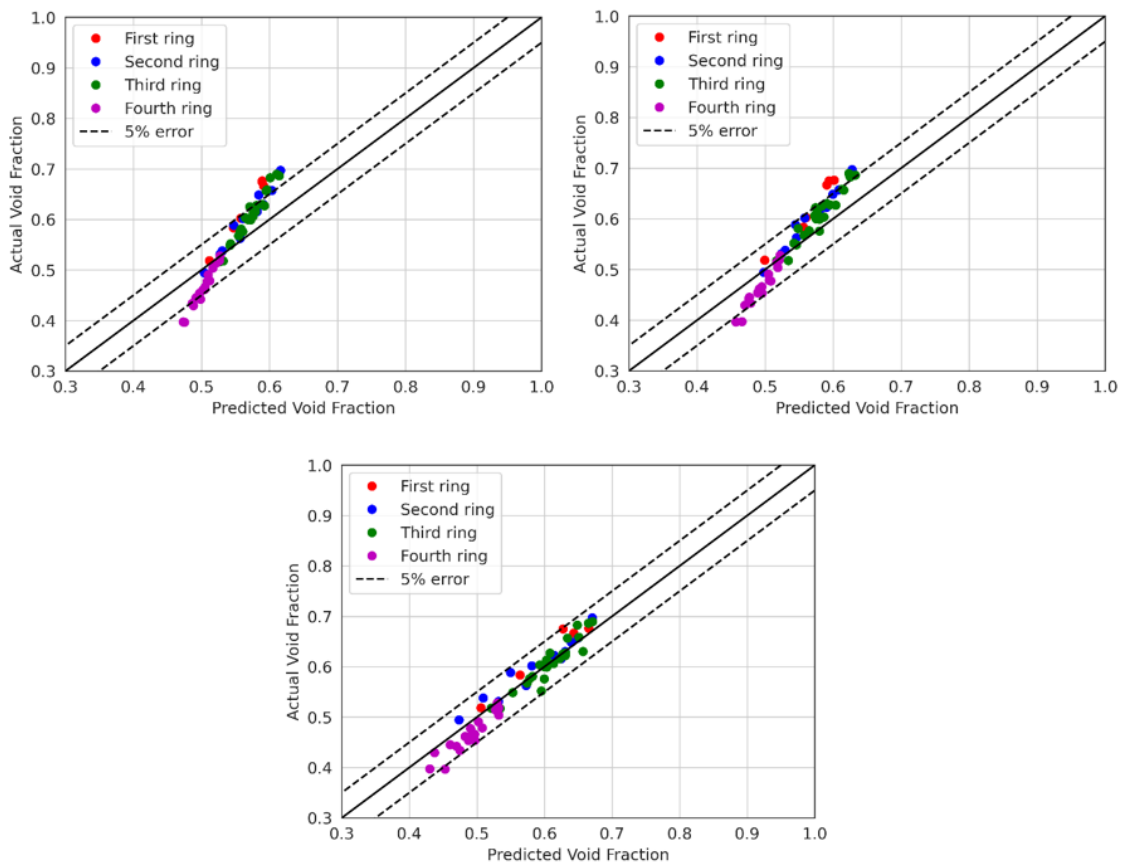 1.0
0.9
0.8
0.7
0.6
0.5
0.4
0.3
Actual Void Fraction
First ring
Second ring
Third ring
Fourth ring
5% error
0.3 0.4 0.5 0.6 0.7 0.8 0.9 1.0
Predicted Void Fraction
1.0
0.9
0.8
0.7
0.6
0.5
0.4
0.3
Actual Void Fraction
First ring
Second ring
Third ring
Fourth ring
5% error
0.3 0.4 0.5 0.6 0.7 0.8 0.9 1.0
Predicted Void Fraction
1.0
0.9
0.8
0.7
0.6
0.5
0.4
0.3
Actual Void Fraction
First ring
Second ring
Third ring
Fourth ring
5% error
0.3 0.4 0.5 0.6 0.7 0.8 0.9 1.0
Predicted Void Fraction